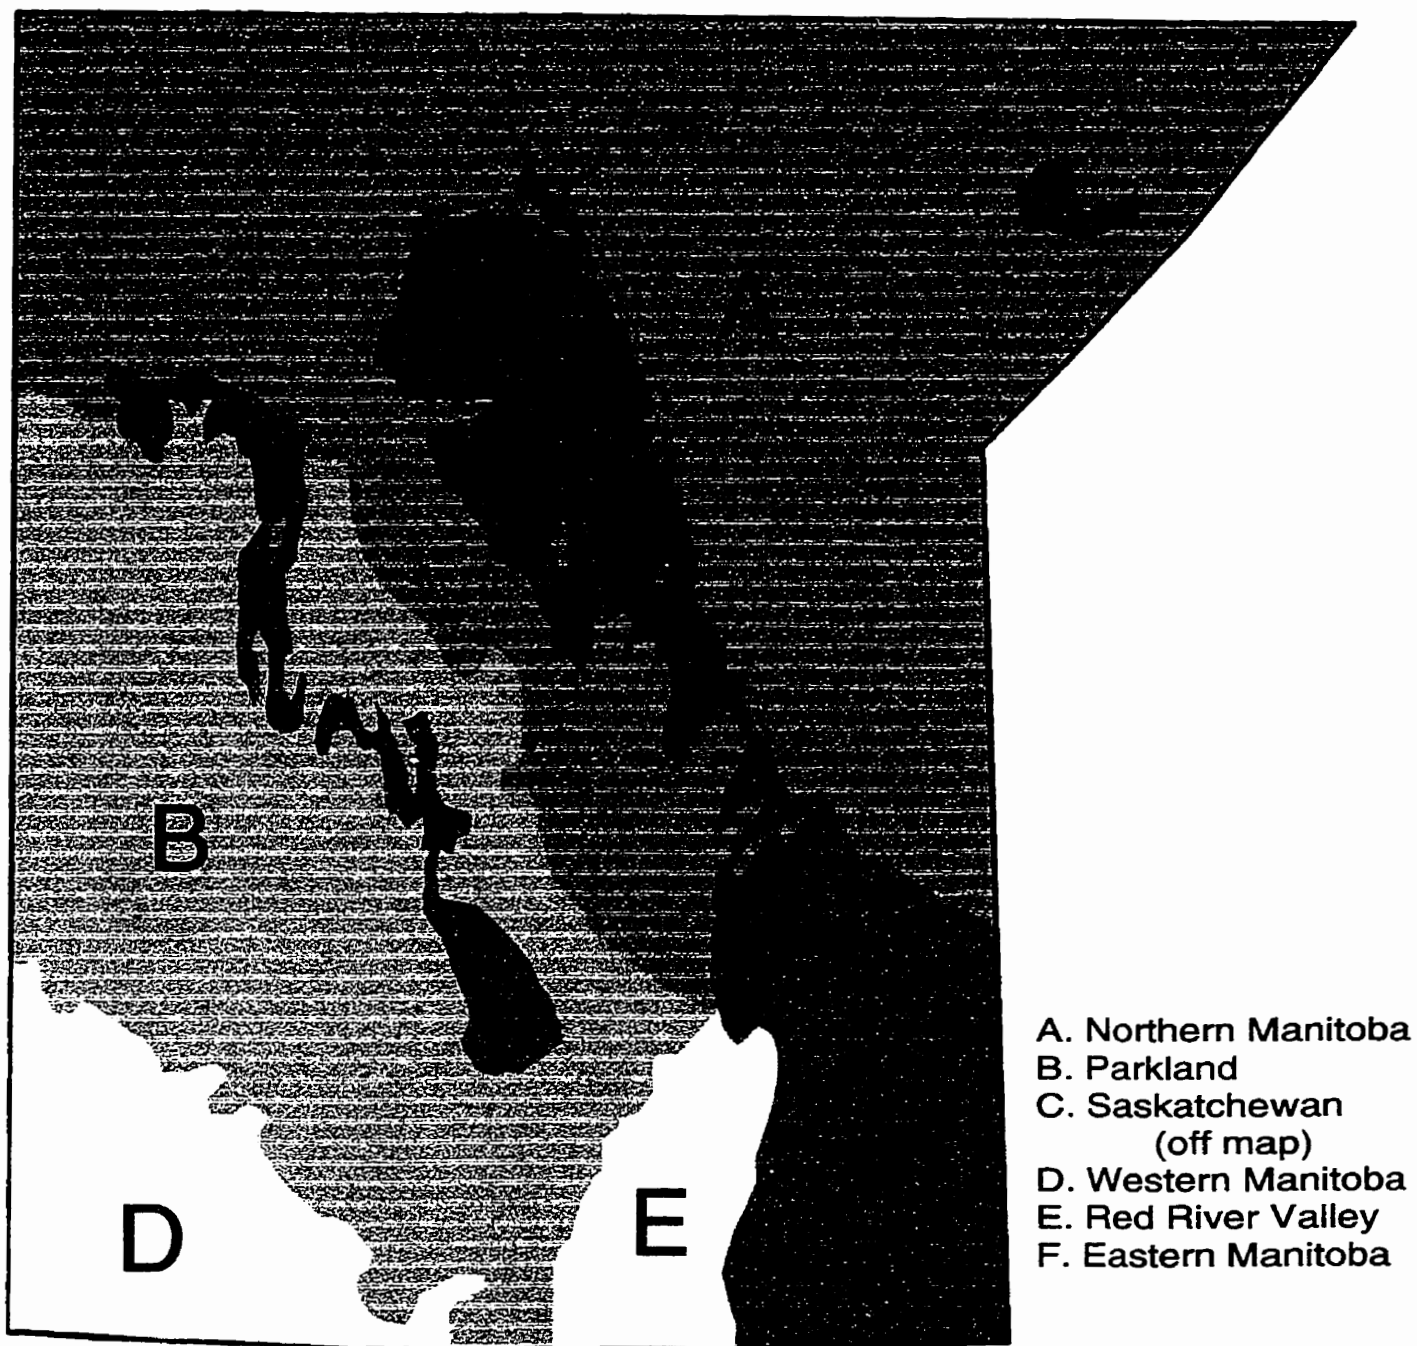 A
B
D
E
A. Northern Manitoba
B. Parkland
C. Saskatchewan
(off map)
D. Western Manitoba
E. Red River Valley
F. Eastern Manitoba